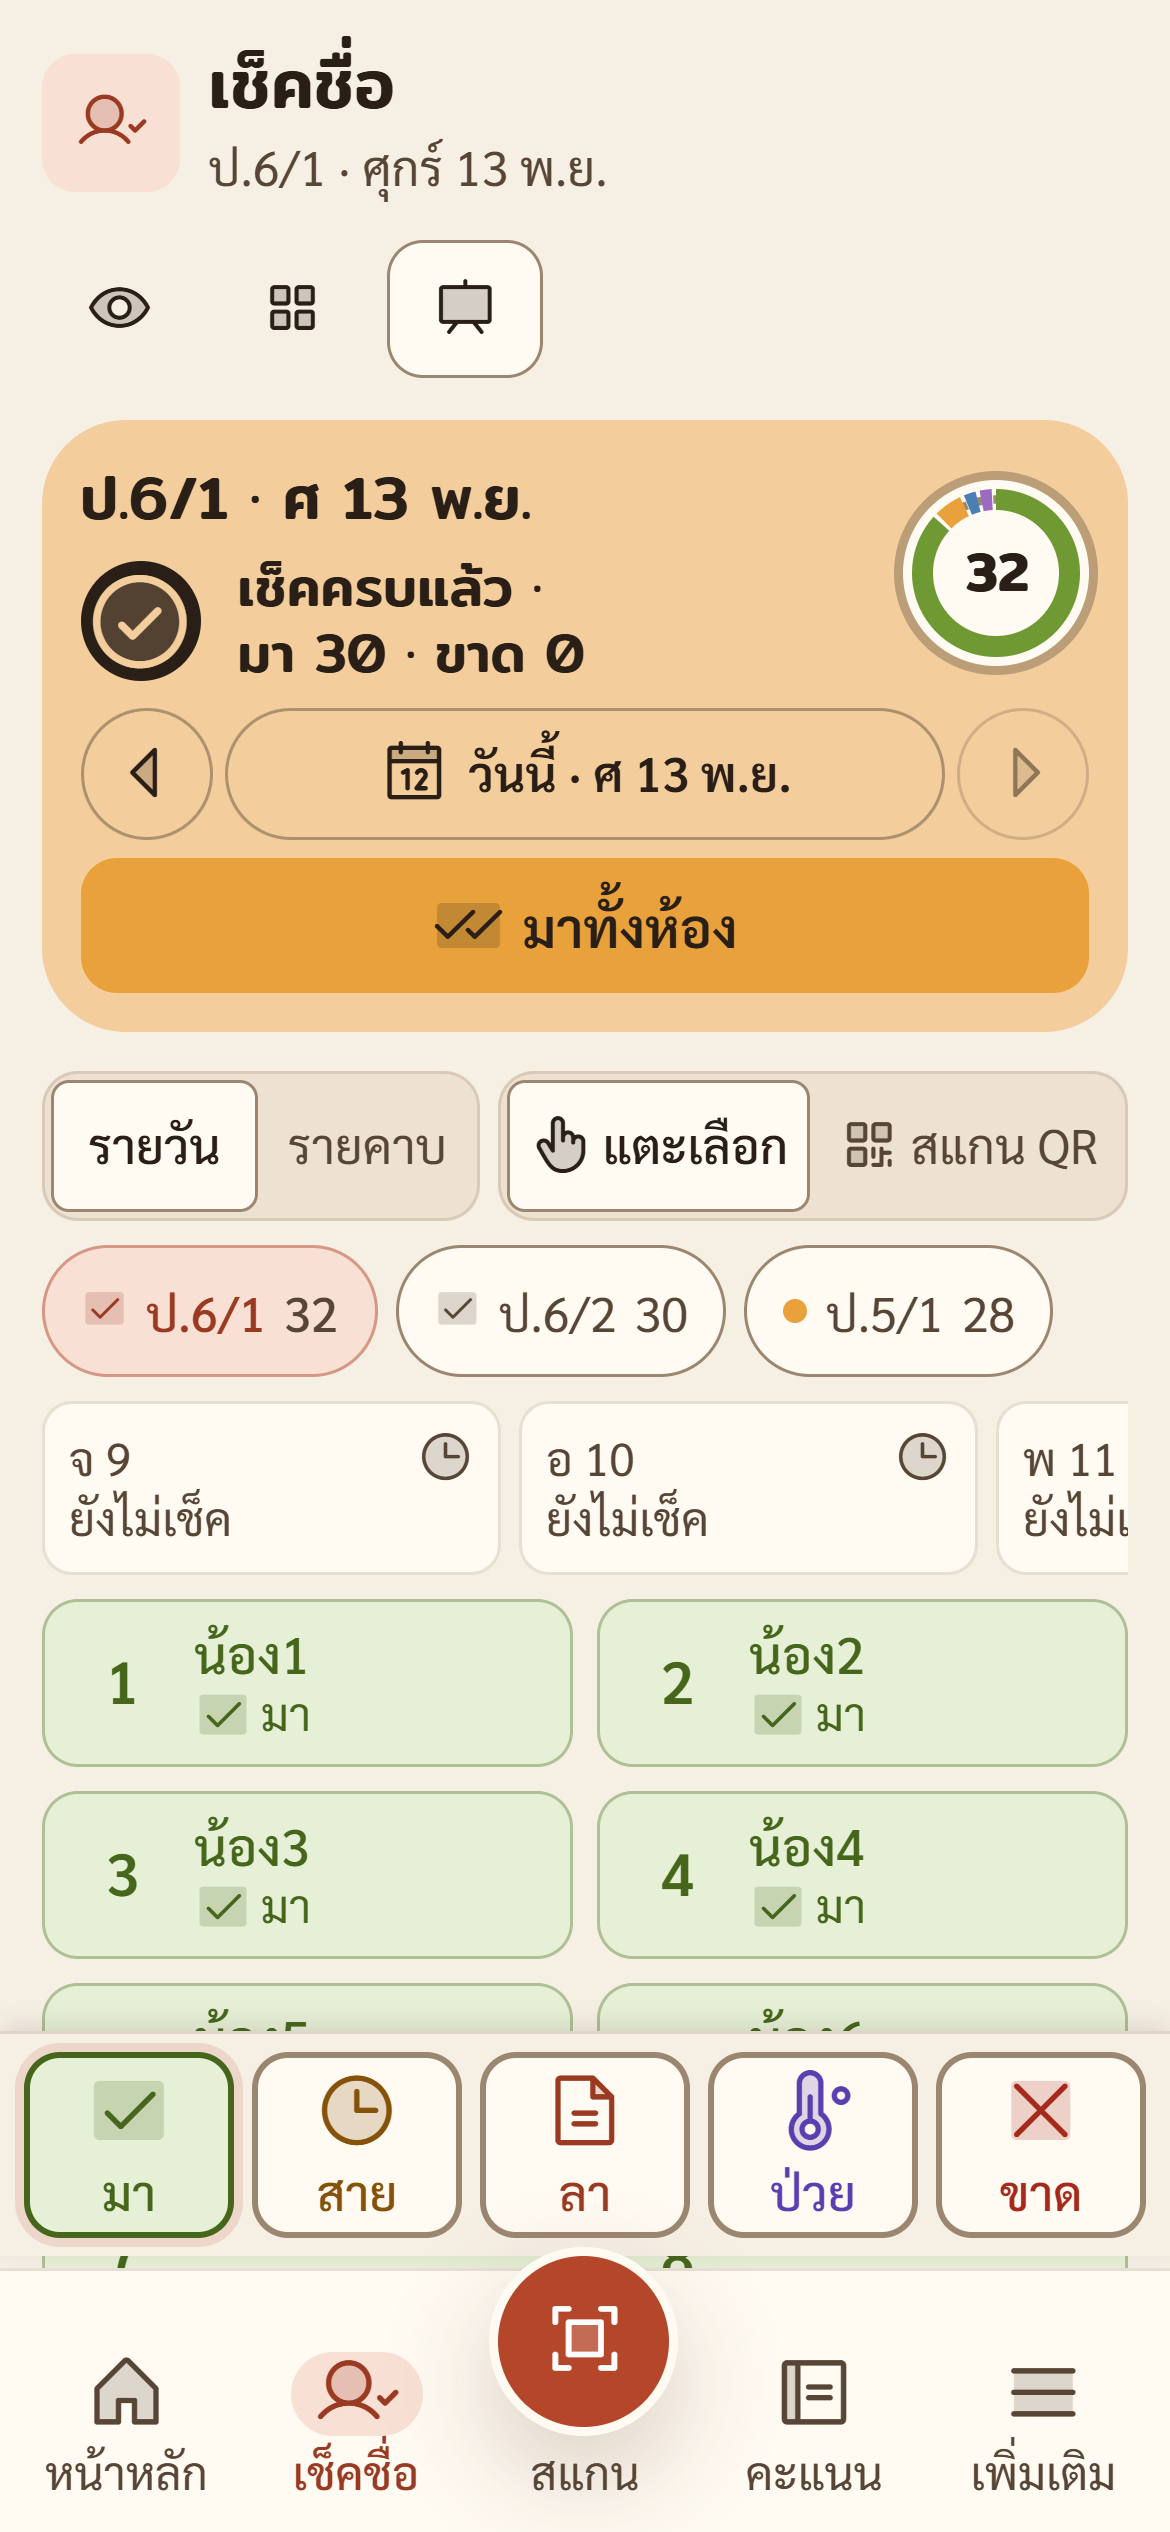 เช็คชื่อ
ป.6/1 · ศุกร์ 13 พ.ย.
ป.6/1 · ศ 13 พ.ย.
เช็คครบแล้ว ·
มา 30 · ขาด 0
32
12
วันนี้ · ศ 13 พ.ย.
มาทั้งห้อง
รายวัน
รายคาบ
แตะเลือก
สแกน QR
ป.6/1 32
ป.6/2 30
ป.5/1 28
จ 9
ยังไม่เช็ค
อ 10
ยังไม่เช็ค
พ 11
1
น้อง1
มา
2
น้อง2
มา
3
น้อง3
มา
4
น้อง4
มา
มา
สาย
ลา
ป่วย
ขาด
หน้าหลัก
เช็คชื่อ
สแกน
คะแนน
เพิ่มเติม